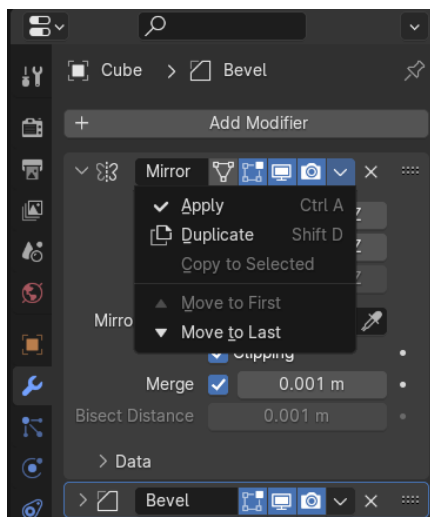 Cube > Bevel
+ Add Modifier
Mirror
Apply Ctrl A
Duplicate Shift D
Copy to Selected
Move to First
Mirro
Move to Last
Clipping
Merge 0.001 m
Bisect Distance 0.001 m
> Data
Bevel